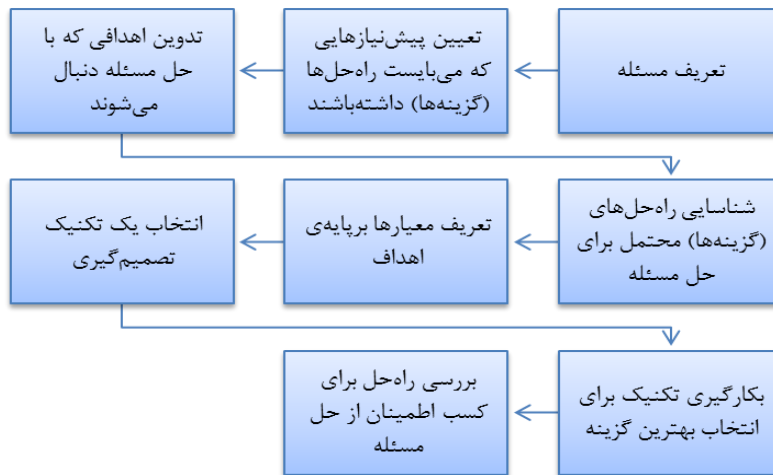 تعریف مسئله
تعیین پیش‌نیازهایی
که می‌بایست راه‌حل‌ها
(گزینه‌ها) داشته‌باشند
تدوین اهدافی که با
حل مسئله دنبال
می‌شوند
شناسایی راه‌حل‌های
(گزینه‌ها) محتمل برای
حل مسئله
تعریف معیارها برپایه‌ی
اهداف
انتخاب یک تکنیک
تصمیم‌گیری
بکارگیری تکنیک برای
انتخاب بهترین گزینه
بررسی راه‌حل برای
کسب اطمینان از حل
مسئله